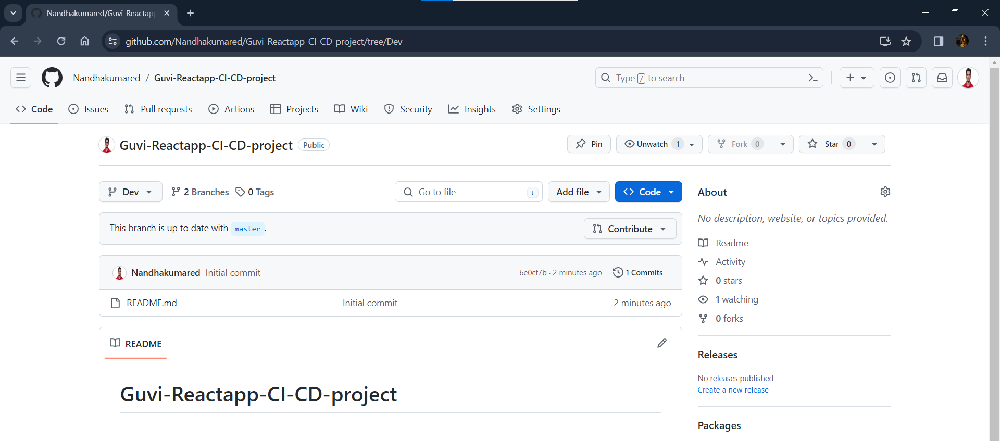 Nandhakumared/Guvi-Reactapp
github.com/Nandhakumared/Guvi-Reactapp-CI-CD-project/tree/Dev
Nandhakumared / Guvi-Reactapp-CI-CD-project
Type / to search
Code Issues Pull requests Actions Projects Wiki Security Insights Settings
Guvi-Reactapp-CI-CD-project Public
Pin Unwatch 1 Fork 0 Star 0
Dev 2 Branches 0 Tags Go to file t Add file Code
This branch is up to date with master .
Contribute
Nandhakumared Initial commit 6e0cf7b · 2 minutes ago 1 Commits
README.md Initial commit 2 minutes ago
README
Guvi-Reactapp-CI-CD-project
About
No description, website, or topics provided.
Readme
Activity
0 stars
1 watching
0 forks
Releases
No releases published
Create a new release
Packages